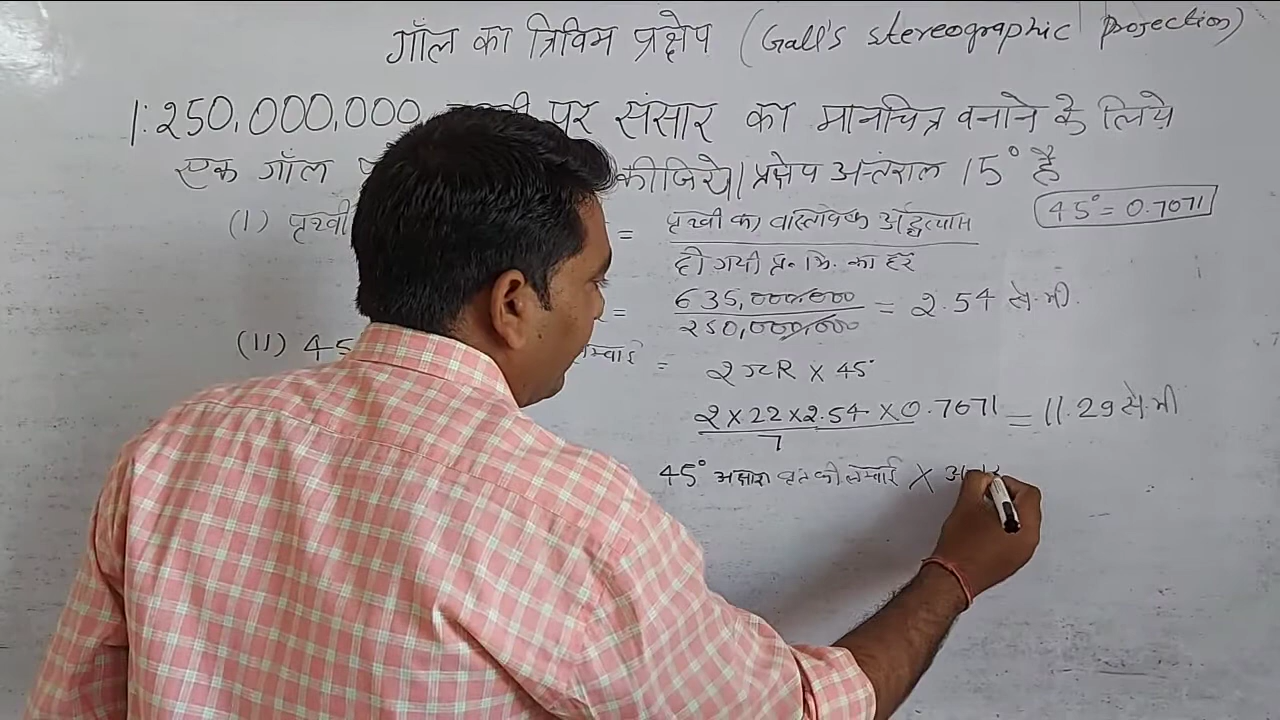 गॉल का त्रिविम प्रक्षेप (Gall's stereographic projection)
1:250,000,000 पर संसार का मानचित्र बनाने के लिये
एक गॉल कीजिये। प्रक्षेप अन्तराल 15° है
45° = 0.7071
(I) पृथ्वी = पृथ्वी का वास्तविक अर्द्धव्यास
दी गयी प्र. भि. का हर
= 635,000,000 / 250,000,000 = 2.54 से.मी.
(II) 45 = 2πR × 45°
2 × 22 × 2.54 × 0.7071 / 7 = 11.29 से.मी
45° अक्षांश वृत की लम्बाई ×